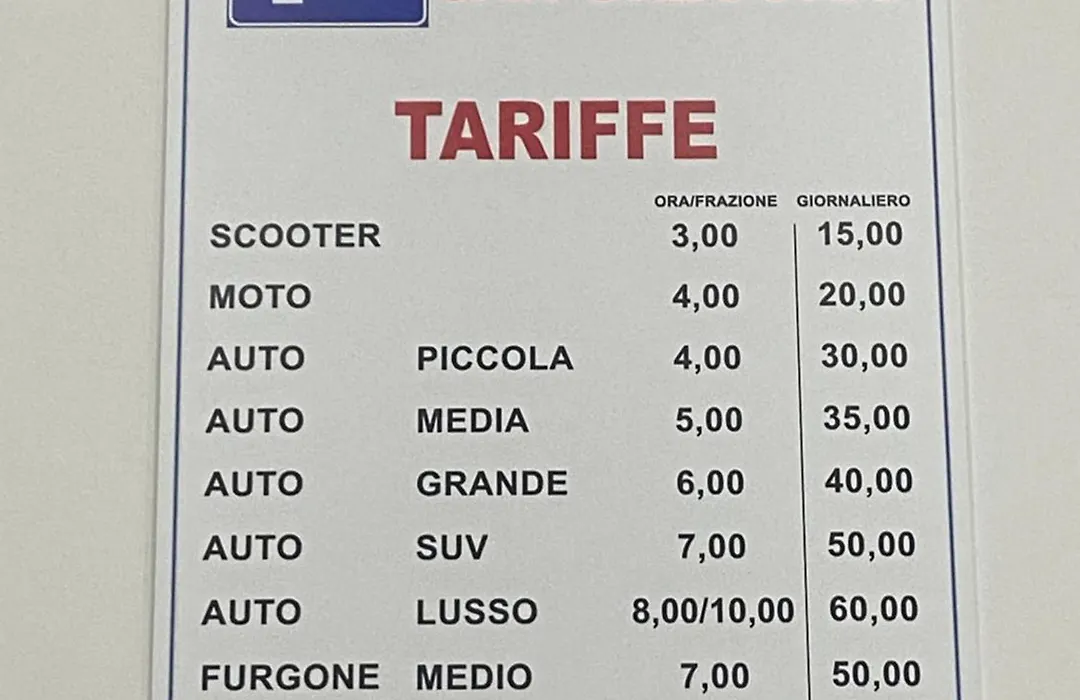 TARIFFE
ORA/FRAZIONE GIORNALIERO
SCOOTER 3,00 15,00
MOTO 4,00 20,00
AUTO PICCOLA 4,00 30,00
AUTO MEDIA 5,00 35,00
AUTO GRANDE 6,00 40,00
AUTO SUV 7,00 50,00
AUTO LUSSO 8,00/10,00 60,00
FURGONE MEDIO 7,00 50,00